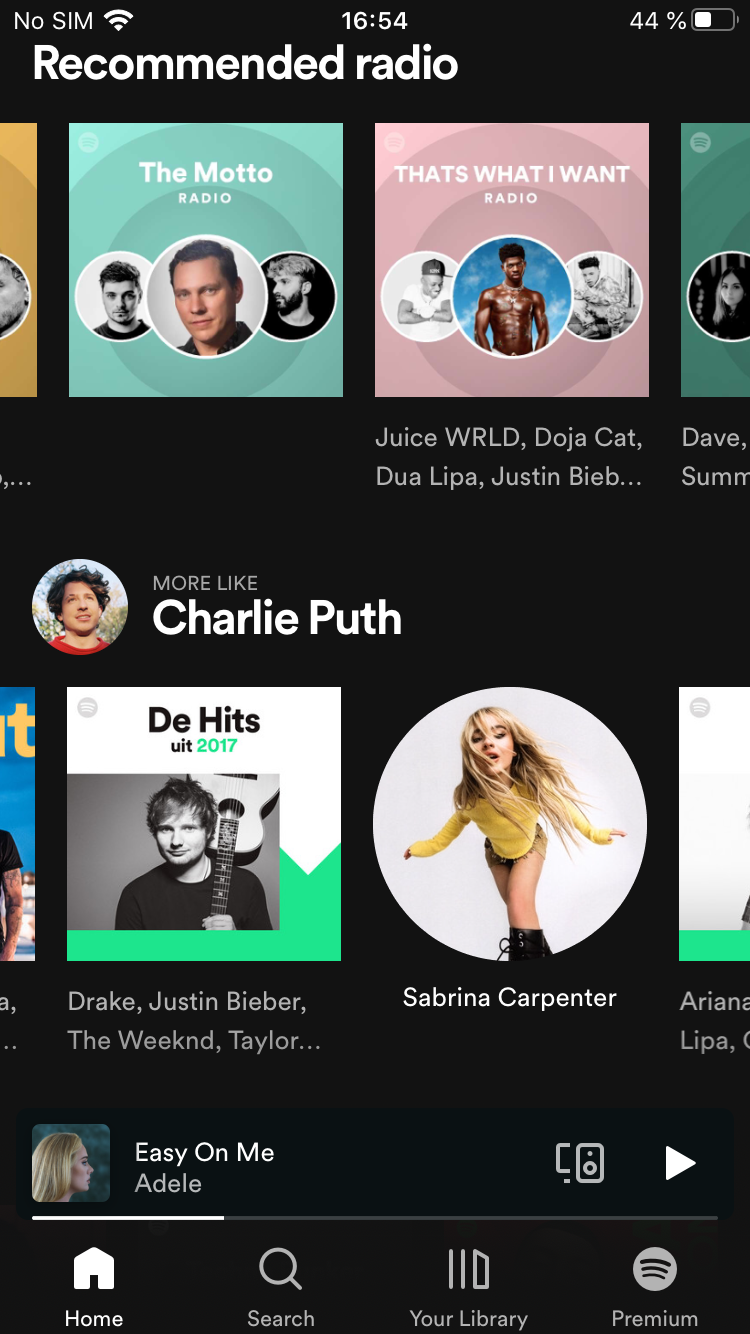 No SIM 16:54 44 %
Recommended radio
The Motto
RADIO
THATS WHAT I WANT
RADIO
Juice WRLD, Doja Cat,
Dua Lipa, Justin Bieb...
Dave,
Summ
MORE LIKE
Charlie Puth
De Hits
uit 2017
Drake, Justin Bieber,
The Weeknd, Taylor...
Sabrina Carpenter
Ariana
Lipa,
Easy On Me
Adele
Home
Search
Your Library
Premium